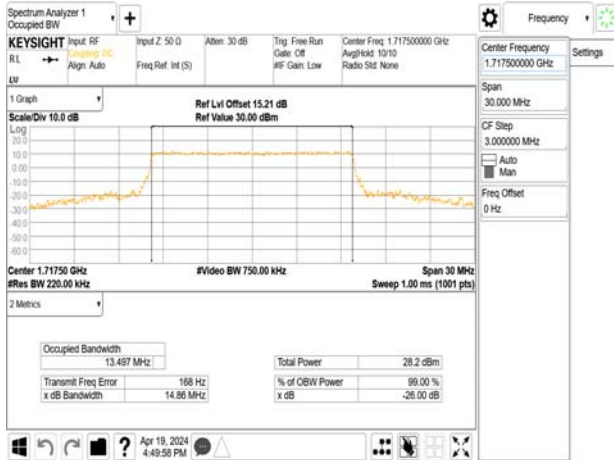 Spectrum Analyzer 1
Occupied BW
+
Frequency
KEYSIGHT
RL
Input: RF
Coupling: DC
Align: Auto
Input Z: 50 Ω
Freq Ref: Int (S)
Atten: 30 dB
Trig: Free Run
Gate: Off
#IF Gain: Low
Center Freq: 1.717500000 GHz
Avg|Hold: 10/10
Radio Std: None
Center Frequency
1.717500000 GHz
Settings
Span
30.000 MHz
CF Step
3.000000 MHz
Auto
Man
Freq Offset
0 Hz
1 Graph
Scale/Div 10.0 dB
Ref Lvl Offset 15.21 dB
Ref Value 30.00 dBm
Log
20.0
10.0
0.00
-10.0
-20.0
-30.0
-40.0
-50.0
-60.0
Center 1.71750 GHz
#Res BW 220.00 kHz
#Video BW 750.00 kHz
Span 30 MHz
Sweep 1.00 ms (1001 pts)
2 Metrics
Occupied Bandwidth
13.497 MHz
Transmit Freq Error 168 Hz
x dB Bandwidth 14.86 MHz
Total Power 28.2 dBm
% of OBW Power 99.00 %
x dB -26.00 dB
?
Apr 19, 2024
4:49:58 PM